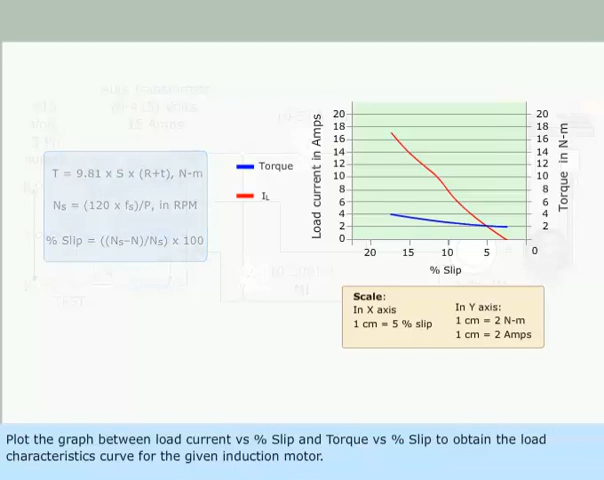 T = 9.81 x S x (R+t), N-m
Ns = (120 x fs)/P, in RPM
% Slip = ((Ns-N)/Ns) x 100
Torque
IL
Load current in Amps
20
18
16
14
12
10
8
6
4
2
0
20
15
10
5
0
% Slip
20
18
16
14
12
10
8
6
4
2
Torque in N-m
Scale:
In X axis
1 cm = 5 % slip
In Y axis:
1 cm = 2 N-m
1 cm = 2 Amps
Plot the graph between load current vs % Slip and Torque vs % Slip to obtain the load
characteristics curve for the given induction motor.